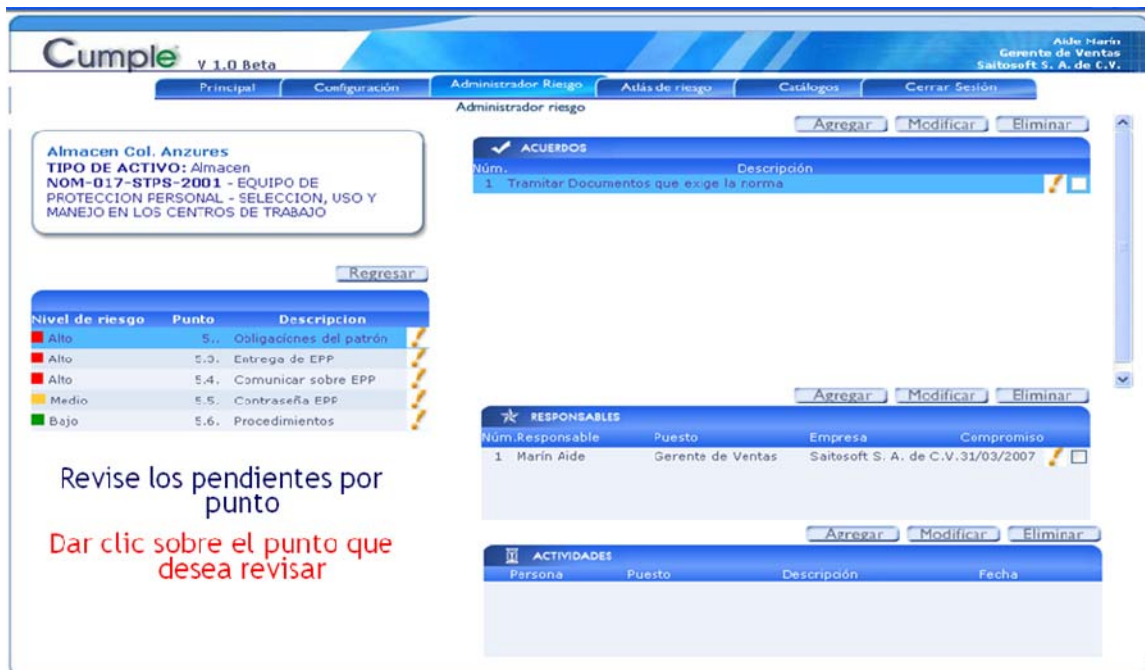 Cumple V 1.0 Beta
Aide Marín
Gerente de Ventas
Saitosoft S. A. de C.V.
Principal Configuración Administrador Riesgo Atlás de riesgo Catálogos Cerrar Sesión
Administrador riesgo
Almacen Col. Anzures
TIPO DE ACTIVO: Almacen
NOM-017-STPS-2001 - EQUIPO DE
PROTECCION PERSONAL - SELECCION, USO Y
MANEJO EN LOS CENTROS DE TRABAJO
Regresar
Nivel de riesgo Punto Descripcion
Alto 5.. Obligaciones del patrón
Alto 5.3. Entrega de EPP
Alto 5.4. Comunicar sobre EPP
Medio 5.5. Contraseña EPP
Bajo 5.6. Procedimientos
Revise los pendientes por
punto
Dar clic sobre el punto que
desea revisar
Agregar Modificar Eliminar
ACUERDOS
Núm. Descripción
1 Tramitar Documentos que exige la norma
Agregar Modificar Eliminar
RESPONSABLES
Núm. Responsable Puesto Empresa Compromiso
1 Marín Aide Gerente de Ventas Saitosoft S. A. de C.V. 31/03/2007
Agregar Modificar Eliminar
ACTIVIDADES
Persona Puesto Descripción Fecha